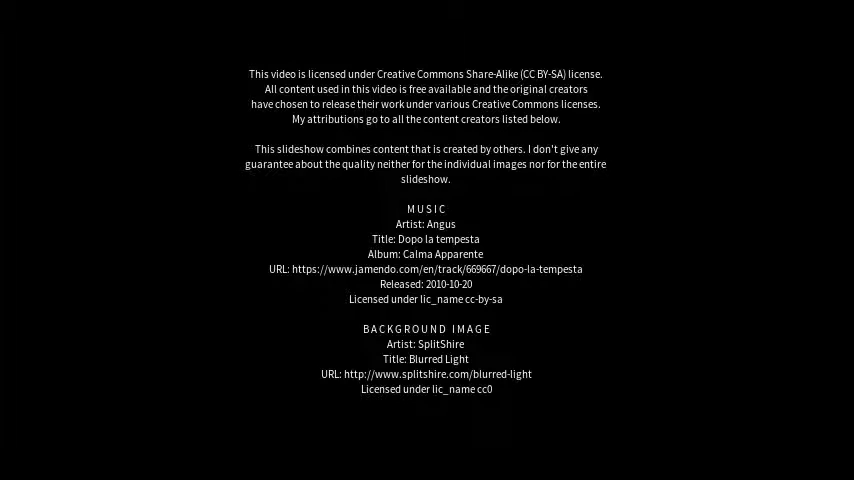 This video is licensed under Creative Commons Share-Alike (CC BY-SA) license.
All content used in this video is free available and the original creators
have chosen to release their work under various Creative Commons licenses.
My attributions go to all the content creators listed below.
This slideshow combines content that is created by others. I don't give any
guarantee about the quality neither for the individual images nor for the entire
slideshow.
MUSIC
Artist: Angus
Title: Dopo la tempesta
Album: Calma Apparente
URL: https://www.jamendo.com/en/track/669667/dopo-la-tempesta
Released: 2010-10-20
Licensed under lic_name cc-by-sa
BACKGROUND IMAGE
Artist: SplitShire
Title: Blurred Light
URL: http://www.splitshire.com/blurred-light
Licensed under lic_name cc0